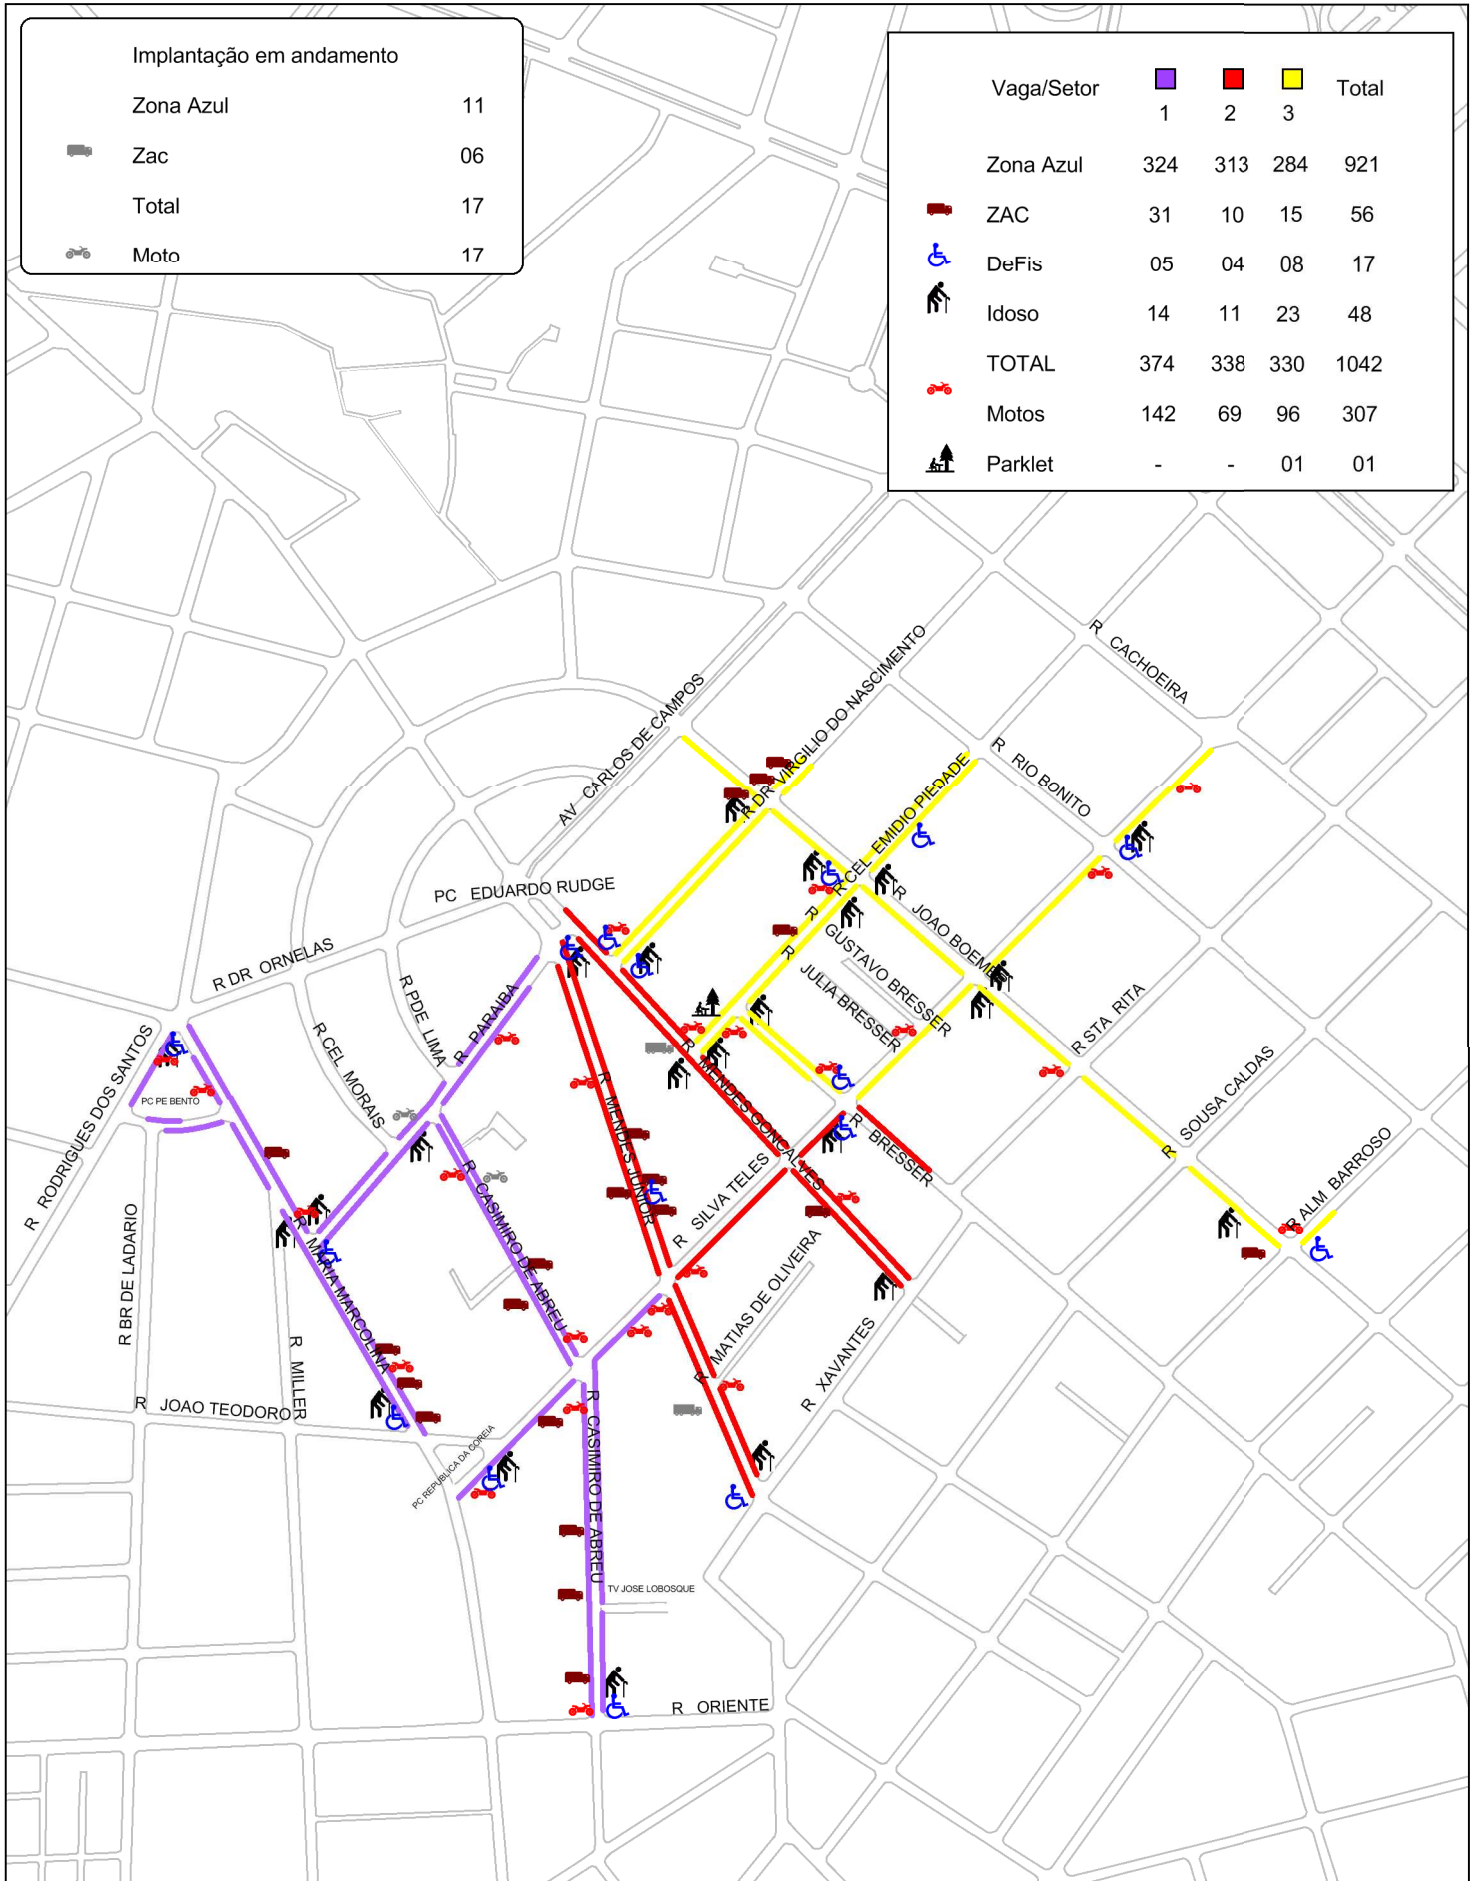 Implantação em andamento
Zona Azul 11
Zac 06
Total 17
Moto 17
Vaga/Setor 1 2 3 Total
Zona Azul 324 313 284 921
ZAC 31 10 15 56
DeFis 05 04 08 17
Idoso 14 11 23 48
TOTAL 374 338 330 1042
Motos 142 69 96 307
Parklet - - 01 01
R CACHOEIRA
R DR VIRGILIO DO NASCIMENTO
AV CARLOS DE CAMPOS
R RIO BONITO
R CEL EMIDIO PIEDADE
PC EDUARDO RUDGE
R JOAO BOEMER
R GUSTAVO BRESSER
R JULIA BRESSER
R DR ORNELAS
R PDE LIMA
R PARAIBA
R CEL MORAIS
R STA RITA
R RODRIGUES DOS SANTOS
PC PE BENTO
R MENDES JUNIOR
R MENDES GONCALVES
R BRESSER
R SOUSA CALDAS
R ALM BARROSO
R SILVA TELES
R CASIMIRO DE ABREU
R MARIA MARCOLINA
R BR DE LADARIO
R MILLER
R MATIAS DE OLIVEIRA
R XAVANTES
R JOAO TEODORO
PC REPUBLICA DA COREIA
R CASIMIRO DE ABREU
TV JOSE LOBOSQUE
R ORIENTE